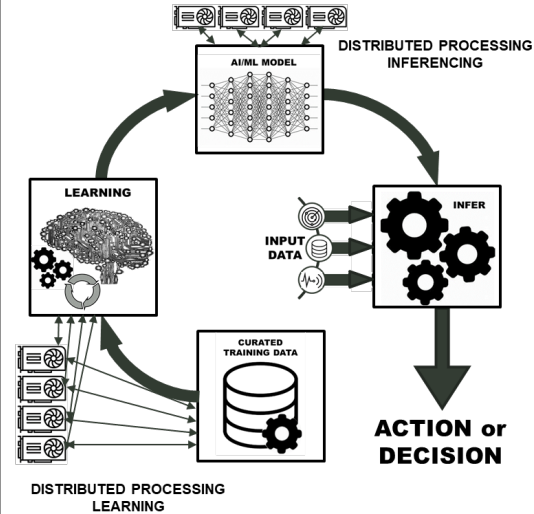 DISTRIBUTED PROCESSING
INFERENCING
AI/ML MODEL
LEARNING
INFER
INPUT
DATA
CURATED
TRAINING DATA
ACTION or
DECISION
DISTRIBUTED PROCESSING
LEARNING